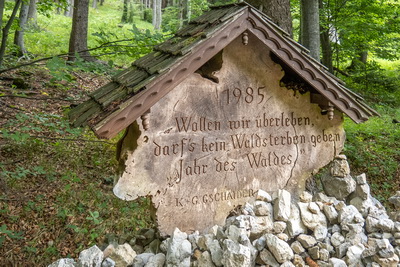 1985
Wollen wir überleben,
darfs kein Waldsterben geben
"Jahr des Waldes"